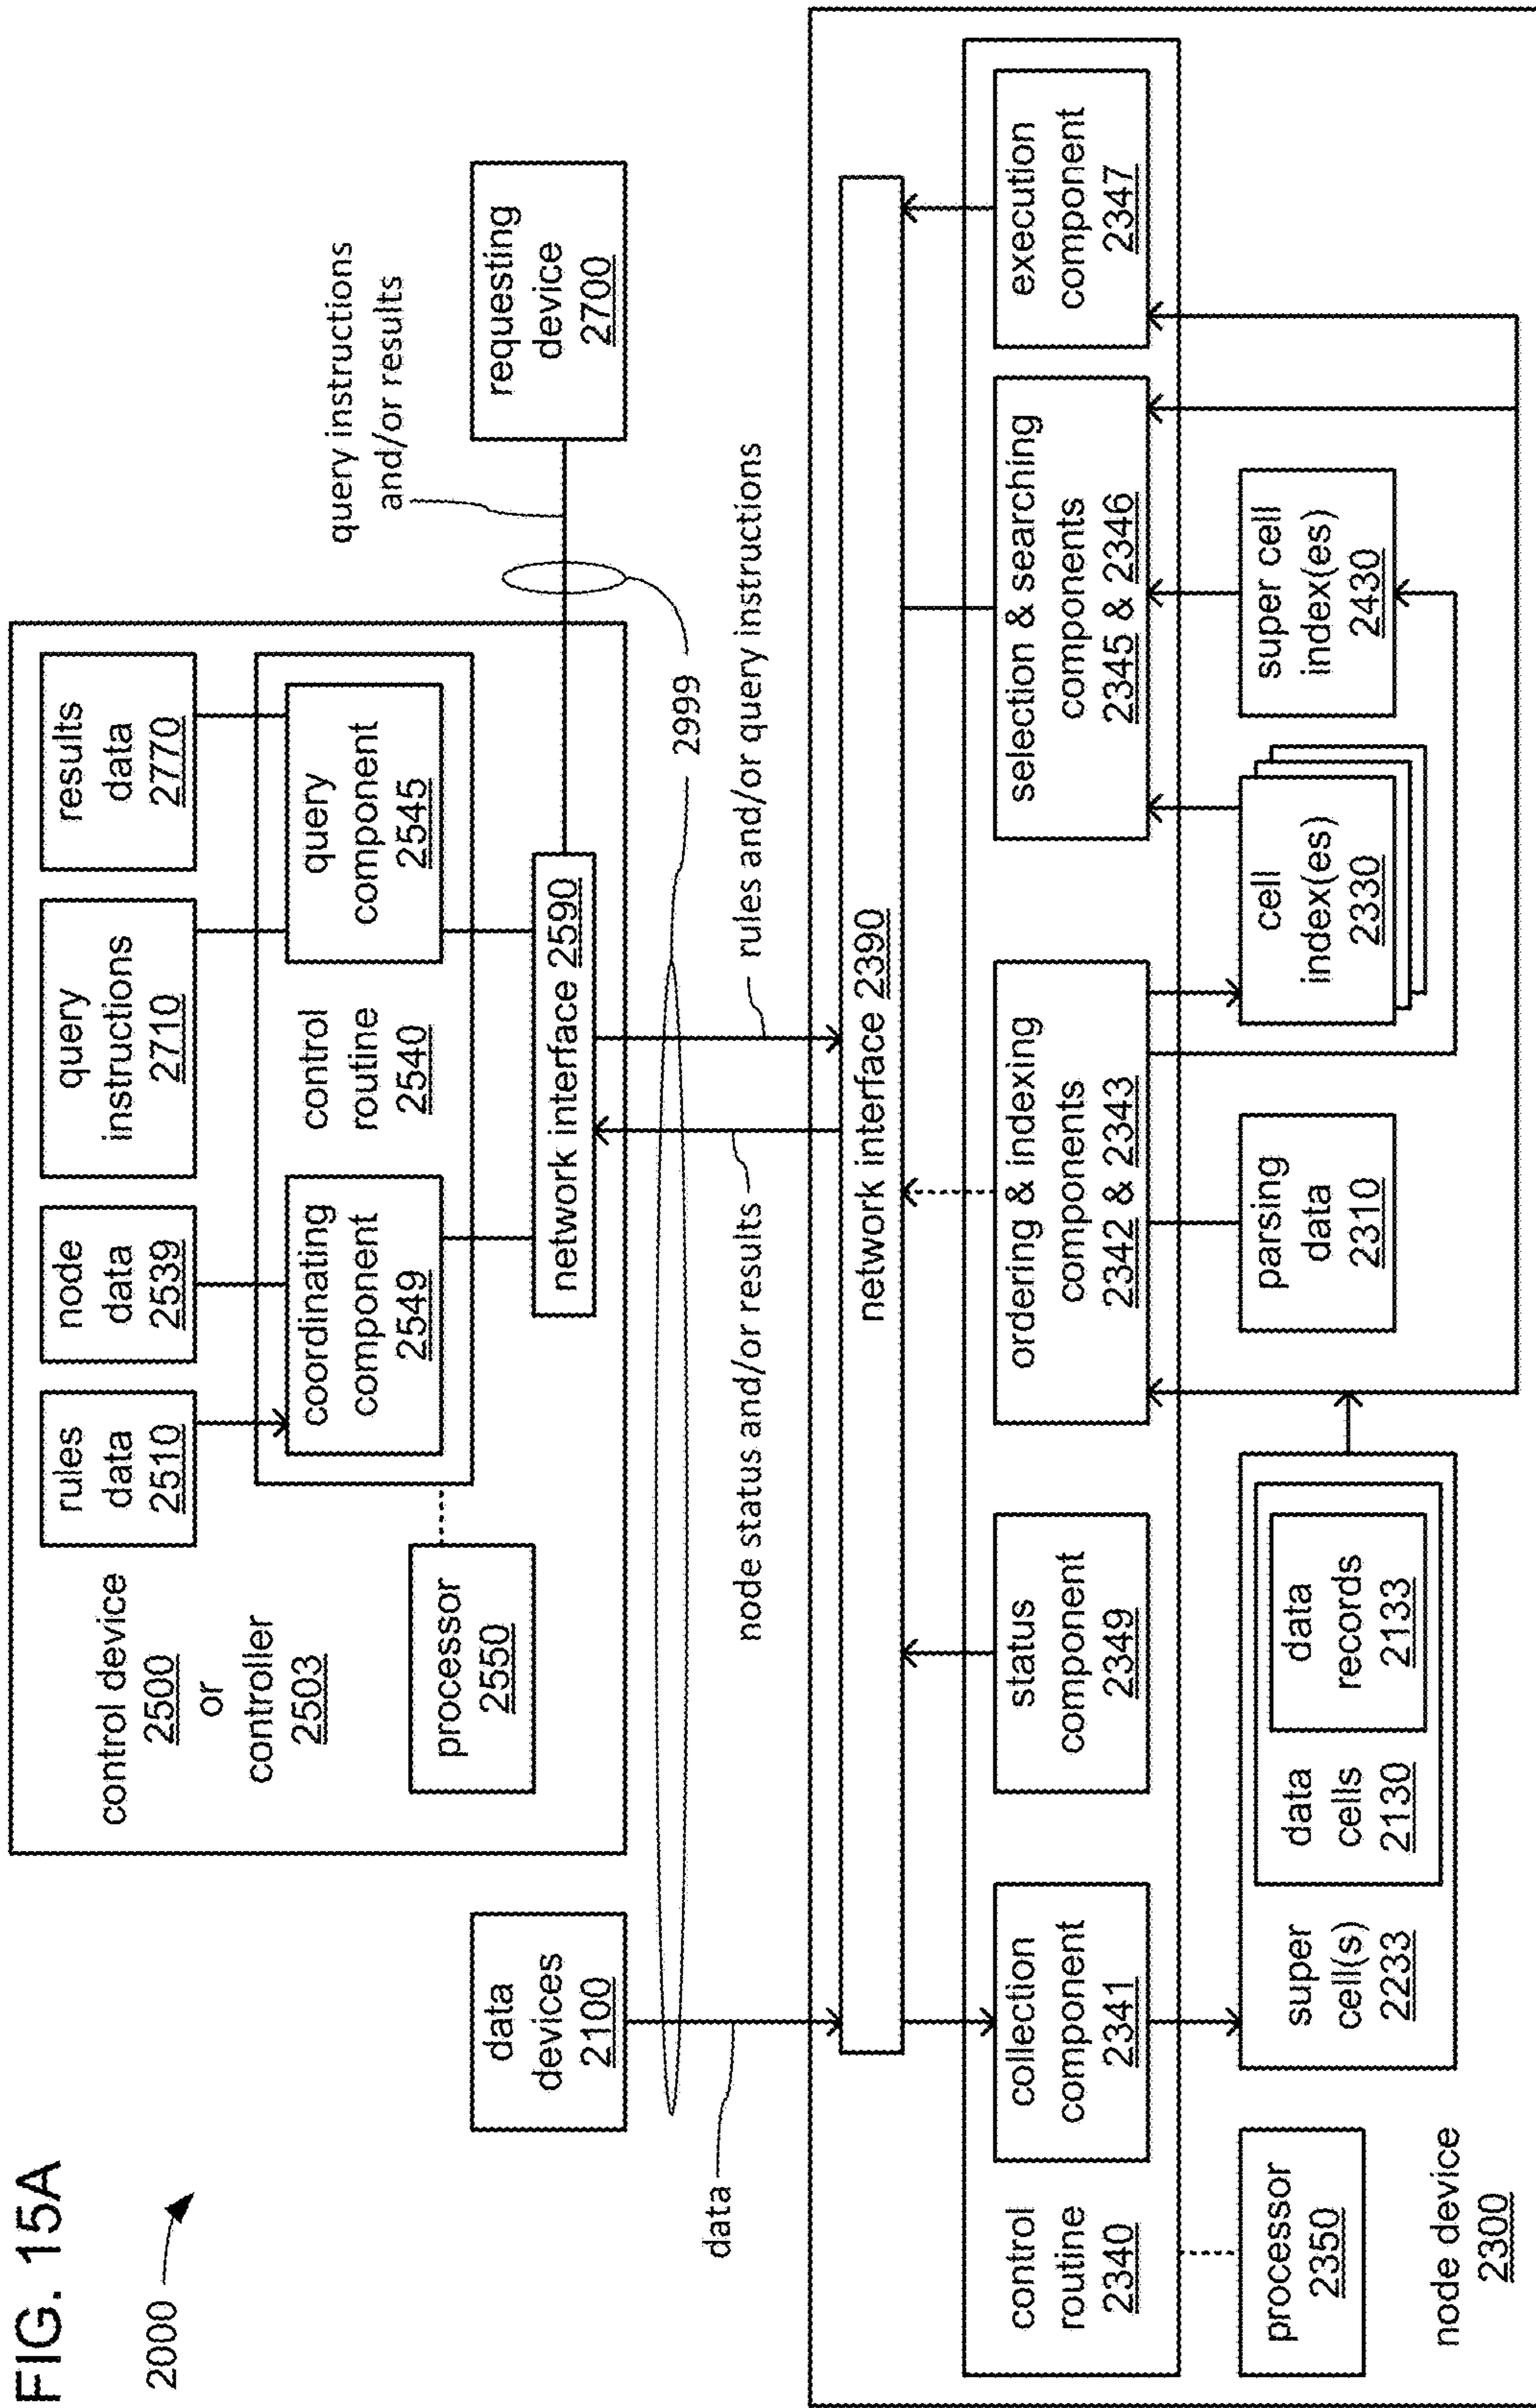 FIG. 15A
2000
control device
2500
or
controller
2503
processor
2550
rules
data
2510
node
data
2539
query
instructions
2710
results
data
2770
coordinating
component
2549
control
routine
2540
query
component
2545
network interface 2590
data
devices
2100
requesting
device
2700
query instructions
and/or results
2999
data
node status and/or results
rules and/or query instructions
network interface 2390
control
routine
2340
collection
component
2341
status
component
2349
ordering & indexing
components
2342 & 2343
selection & searching
components
2345 & 2346
execution
component
2347
processor
2350
super
cell(s)
2233
data
cells
2130
data
records
2133
parsing
data
2310
cell
index(es)
2330
super cell
index(es)
2430
node device
2300